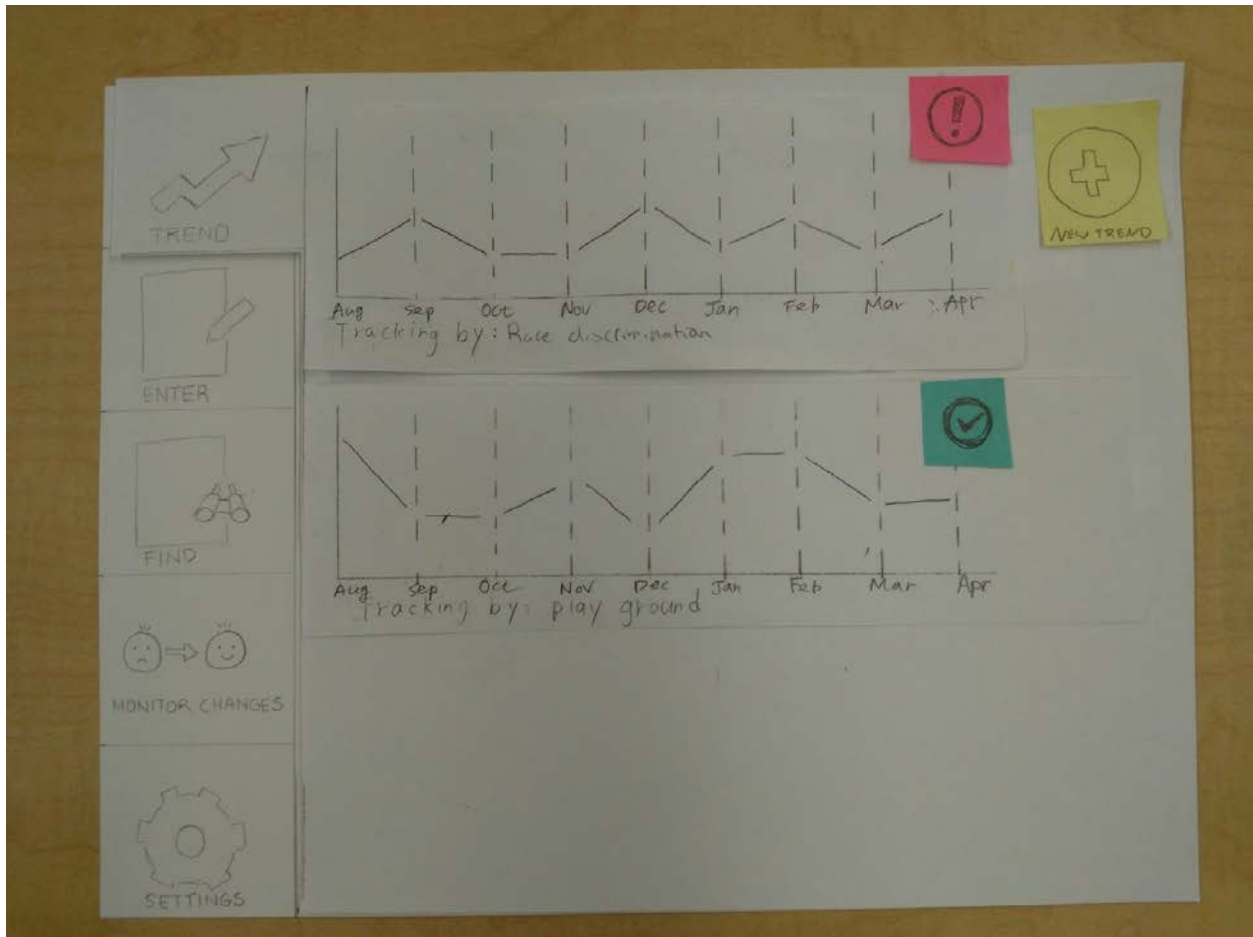 TREND
ENTER
FIND
MONITOR CHANGES
SETTINGS
!
NEW TREND
Aug Sep Oct Nov Dec Jan Feb Mar Apr
Tracking by: Race discrimination
Aug Sep Oct Nov Dec Jan Feb Mar Apr
Tracking by: play ground